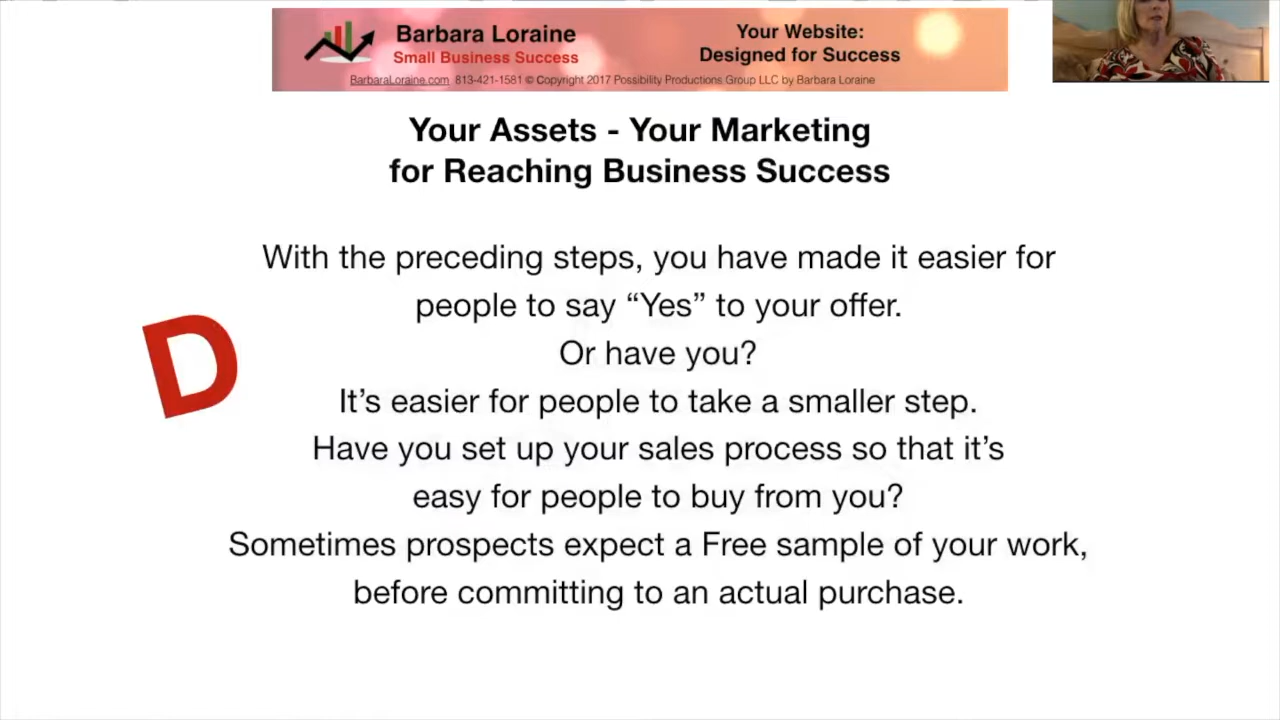 Barbara Loraine
Small Business Success
Your Website:
Designed for Success
BarbaraLoraine.com 813-421-1581 © Copyright 2017 Possibility Productions Group LLC by Barbara Loraine
Your Assets - Your Marketing
for Reaching Business Success
With the preceding steps, you have made it easier for
people to say “Yes” to your offer.
Or have you?
D
It’s easier for people to take a smaller step.
Have you set up your sales process so that it’s
easy for people to buy from you?
Sometimes prospects expect a Free sample of your work,
before committing to an actual purchase.